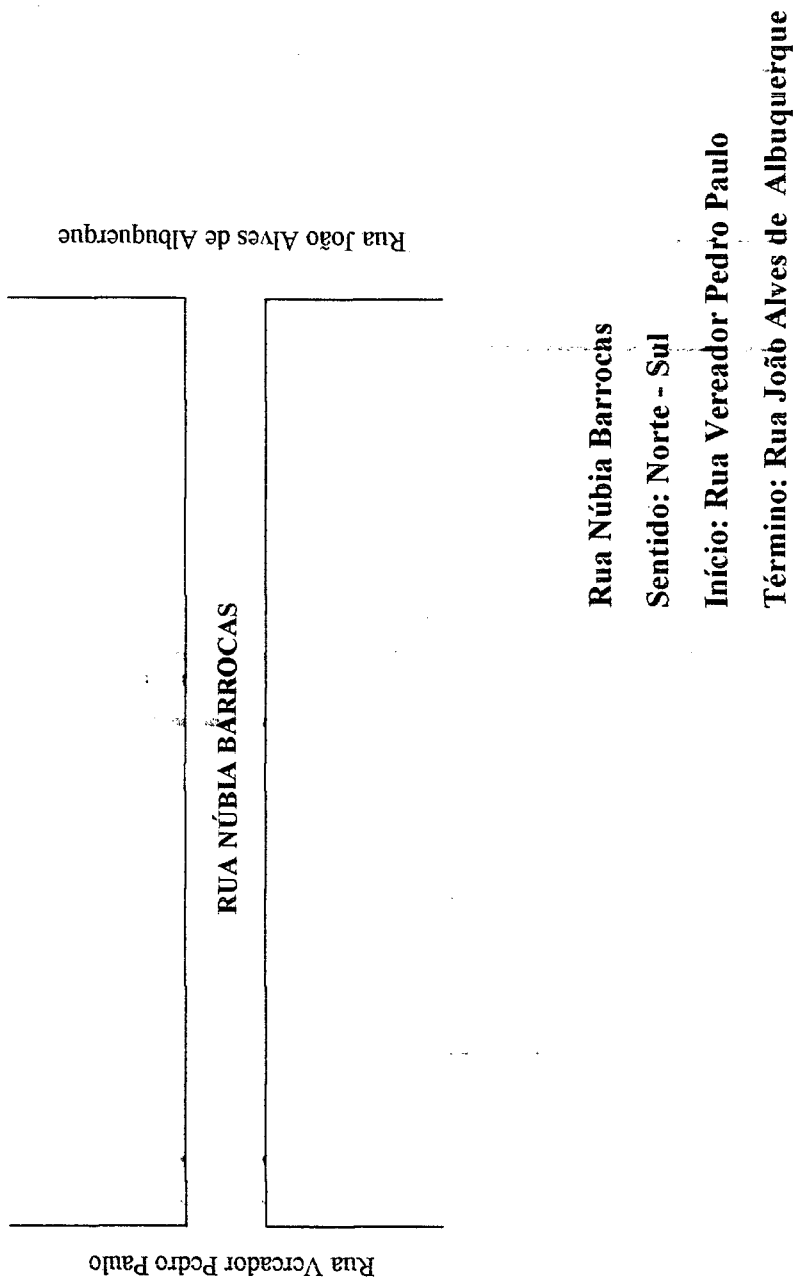 Rua Vereador Pedro Paulo
RUA NÚBIA BARROCAS
Rua João Alves de Albuquerque
Rua Núbia Barrocas
Sentido: Norte - Sul
Início: Rua Vereador Pedro Paulo
Término: Rua João Alves de Albuquerque